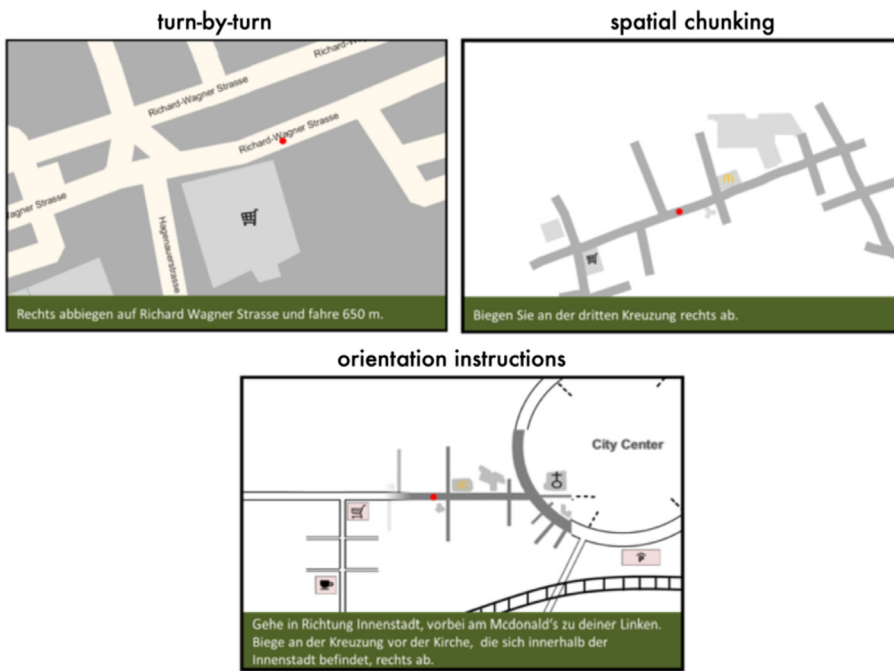 turn-by-turn
spatial chunking
Richard-W
Richard-Wagner Strasse
Richard-Wagner Strasse
Wagner Strasse
Hagenauerstrasse
Rechts abbiegen auf Richard Wagner Strasse und fahre 650 m.
Biegen Sie an der dritten Kreuzung rechts ab.
orientation instructions
City Center
Gehe in Richtung Innenstadt, vorbei am Mcdonald's zu deiner Linken.
Biege an der Kreuzung vor der Kirche, die sich innerhalb der
Innenstadt befindet, rechts ab.